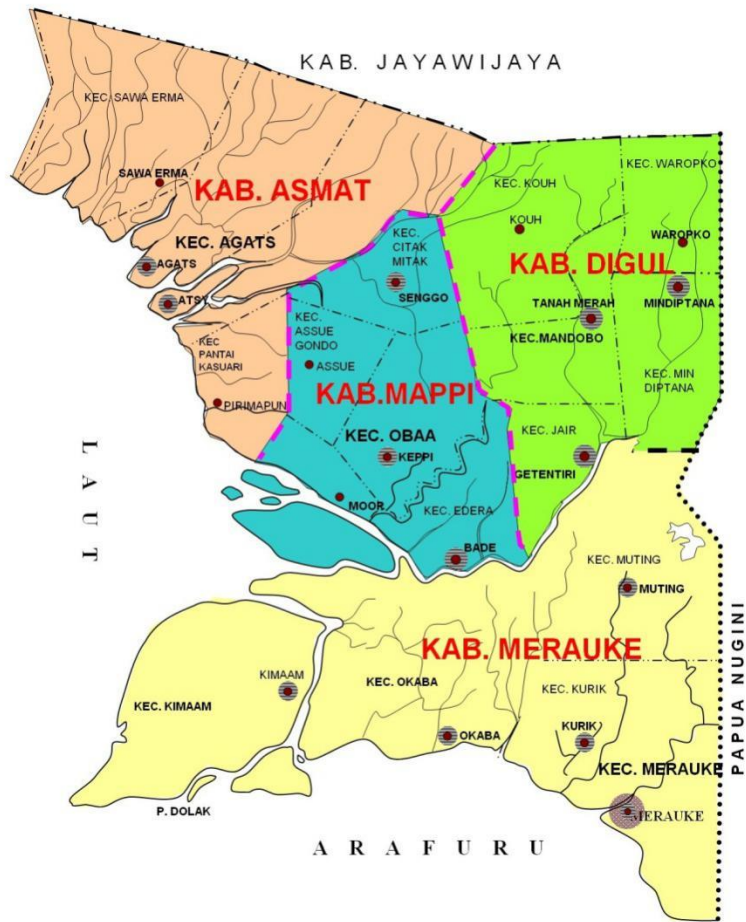 KAB. JAYAWIJAYA
KEC. SAWA ERMA
SAWA ERMA
KAB. ASMAT
KEC. AGATS
AGATS
ATSY
KEC
PANTAI
KASUARI
PIRIMAPUN
KEC.
CITAK
MITAK
SENGGO
KEC.
ASSUE
GONDO
ASSUE
KAB.MAPPI
KEC. OBAA
KEPPI
MOOR
KEC. EDERA
BADE
KEC. WAROPKO
KEC. KOUH
KOUH
WAROPKO
KAB. DIGUL
TANAH MERAH
MINDIPTANA
KEC.MANDOBO
KEC. MIN
DIPTANA
KEC. JAIR
GETENTIRI
KEC. MUTING
MUTING
KAB. MERAUKE
KIMAAM
KEC. KIMAAM
KEC. OKABA
OKABA
KEC. KURIK
KURIK
KEC. MERAUKE
MERAUKE
P. DOLAK
LAUT
ARAFURU
PAPUA NUGINI